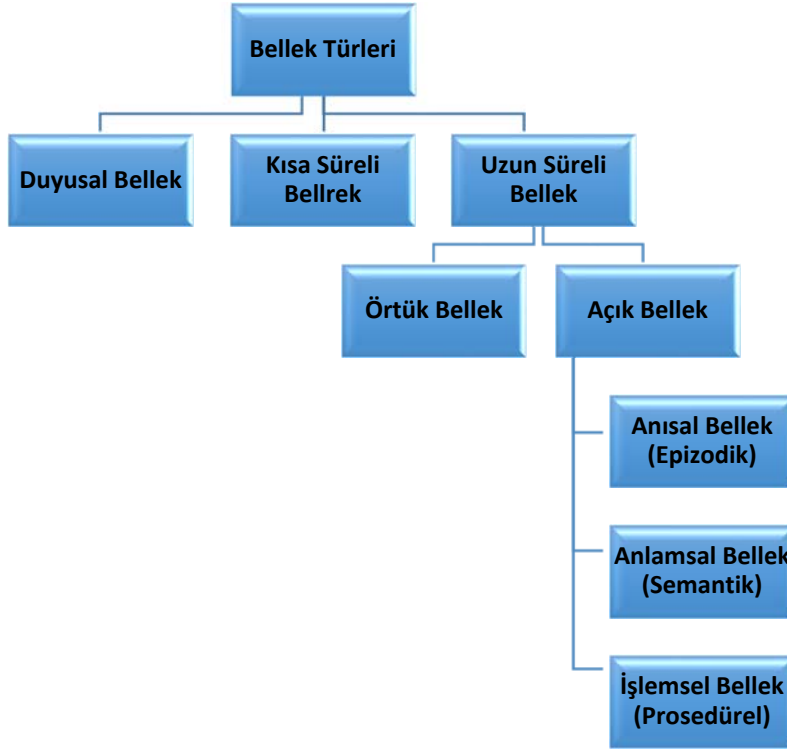 Bellek Türleri
Duyusal Bellek
Kısa Süreli
Bellrek
Uzun Süreli
Bellek
Örtük Bellek
Açık Bellek
Anısal Bellek
(Epizodik)
Anlamsal Bellek
(Semantik)
İşlemsel Bellek
(Prosedürel)